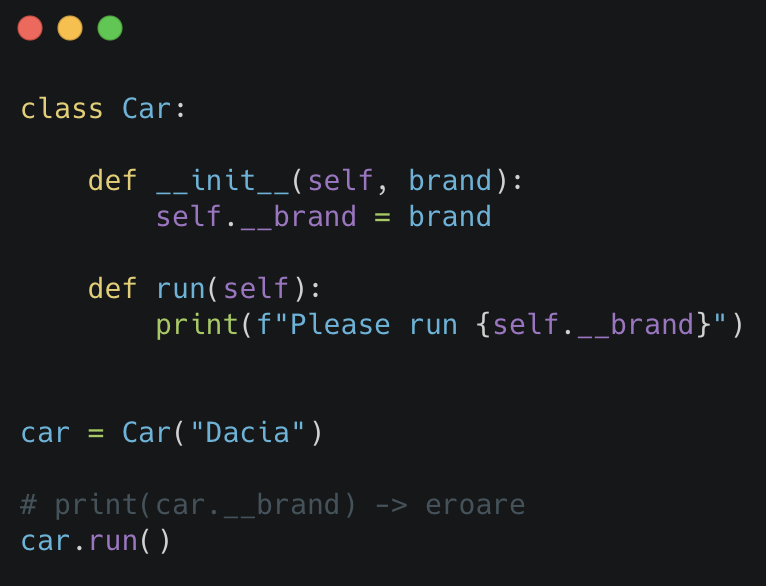 class Car:
    def __init__(self, brand):
        self.__brand = brand
    def run(self):
        print(f"Please run {self.__brand}")
car = Car("Dacia")
# print(car.__brand) -> eroare
car.run()